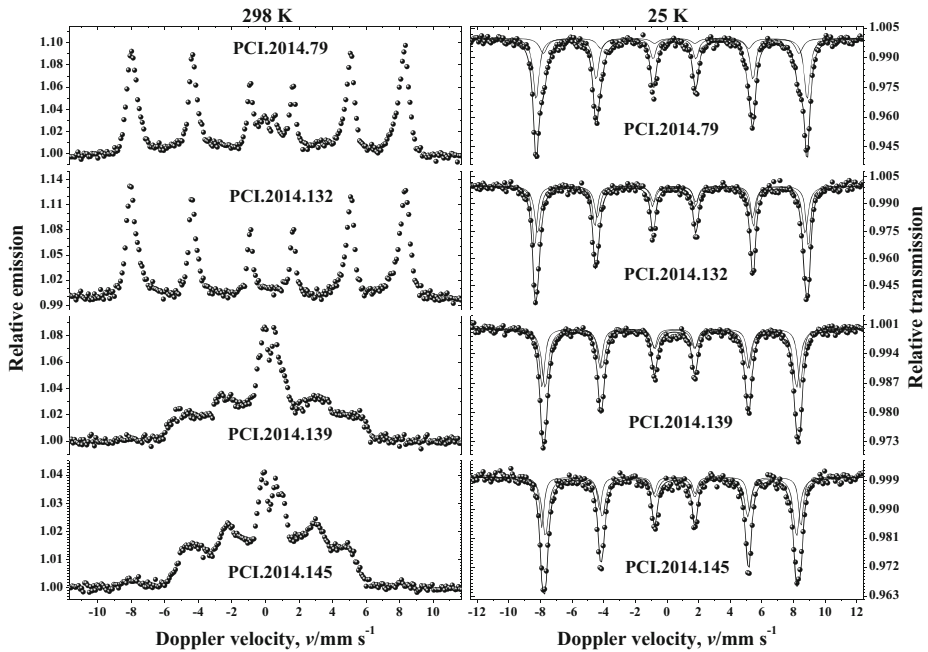 298 K
25 K
PCI.2014.79
PCI.2014.132
PCI.2014.139
PCI.2014.145
PCI.2014.79
PCI.2014.132
PCI.2014.139
PCI.2014.145
Relative emission
1.10
1.08
1.06
1.04
1.02
1.00
1.14
1.11
1.08
1.05
1.02
0.99
1.08
1.06
1.04
1.02
1.00
1.04
1.03
1.02
1.01
1.00
-10 -8 -6 -4 -2 0 2 4 6 8 10
Doppler velocity, v/mm s-1
1.005
0.990
0.975
0.960
0.945
1.005
0.990
0.975
0.960
0.945
1.001
0.994
0.987
0.980
0.973
0.999
0.990
0.981
0.972
0.963
Relative transmission
-12 -10 -8 -6 -4 -2 0 2 4 6 8 10 12
Doppler velocity, v/mm s-1